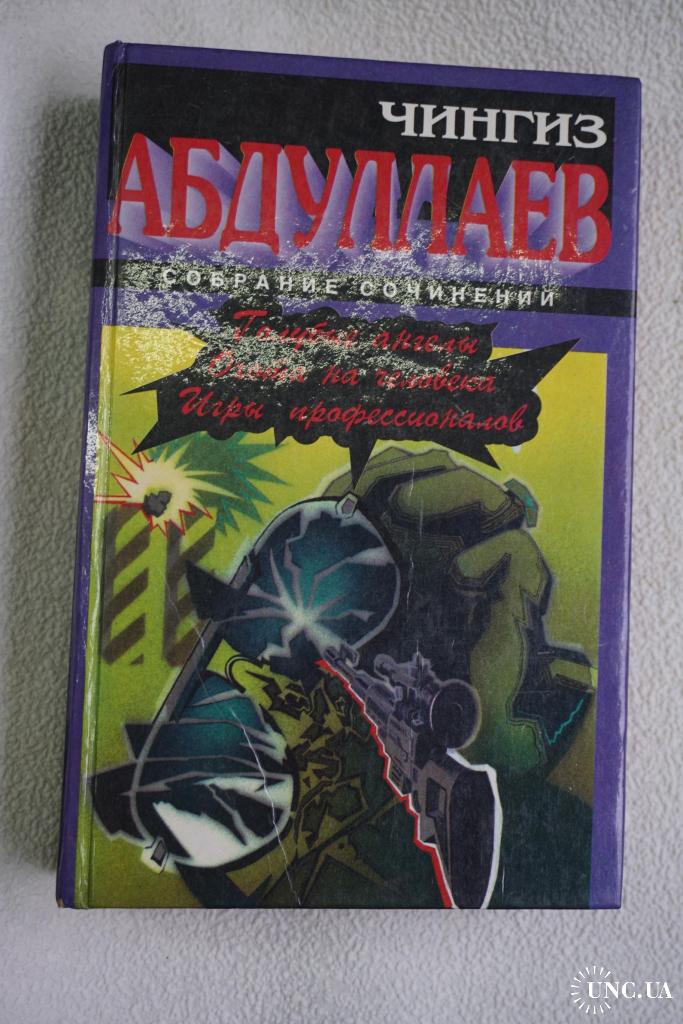 ЧИНГИЗ
АБДУЛЛАЕВ
СОБРАНИЕ СОЧИНЕНИЙ
Голубые ангелы
Охота на человека
Игры профессионалов
UNC.UA